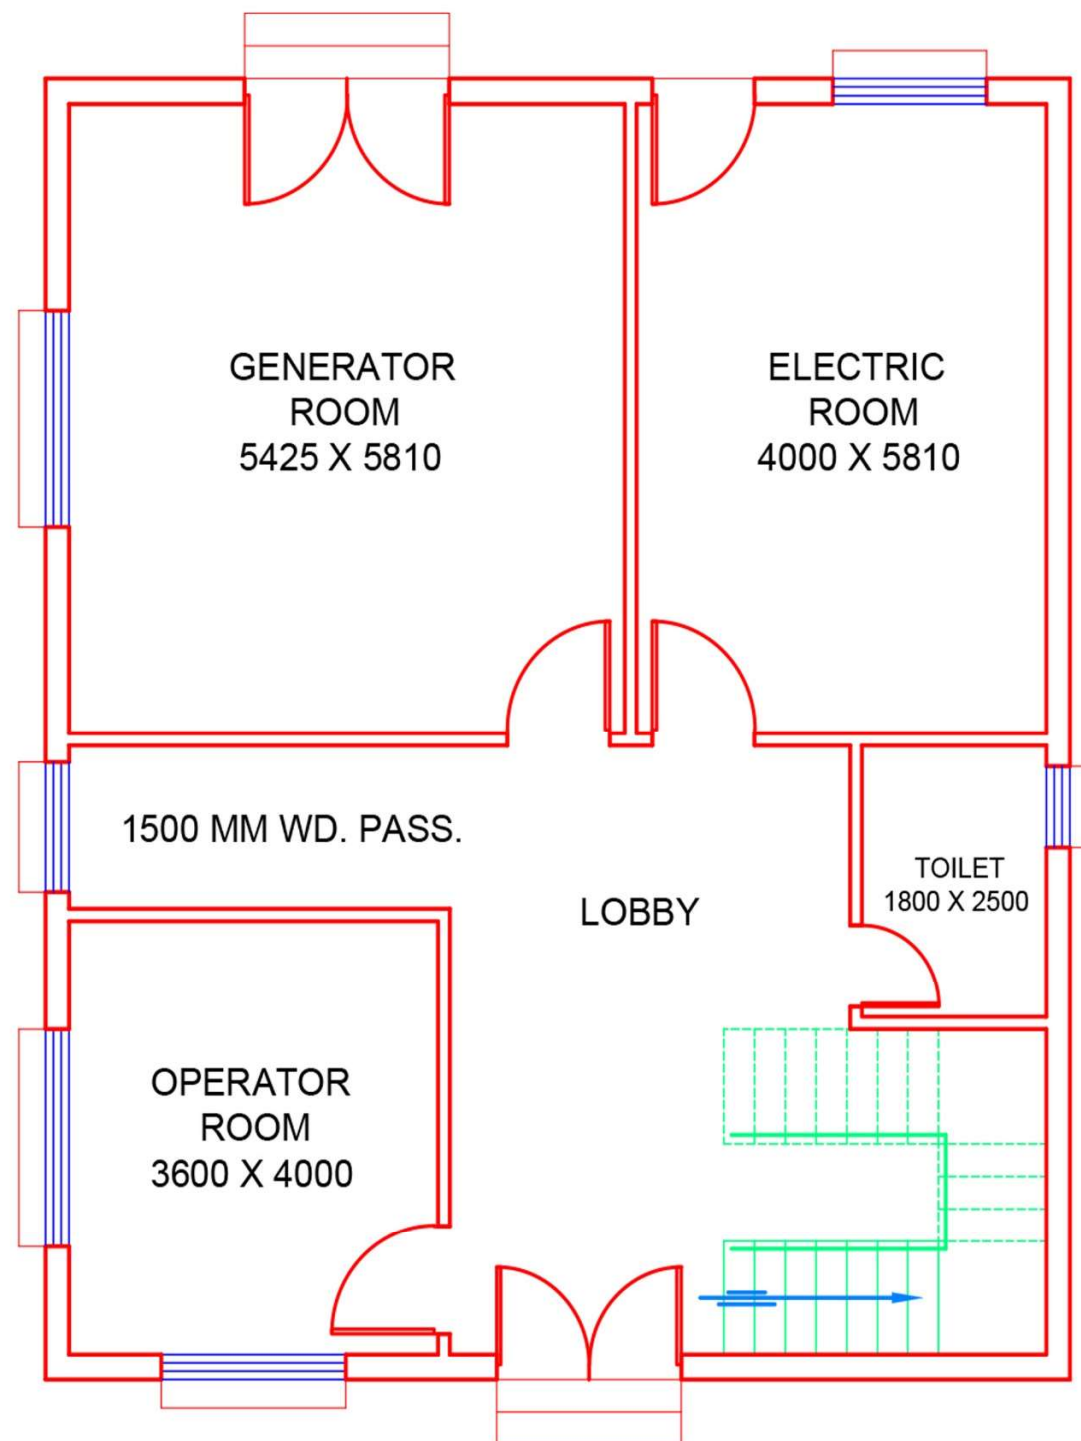 GENERATOR
ROOM
5425 X 5810
ELECTRIC
ROOM
4000 X 5810
1500 MM WD. PASS.
TOILET
1800 X 2500
LOBBY
OPERATOR
ROOM
3600 X 4000